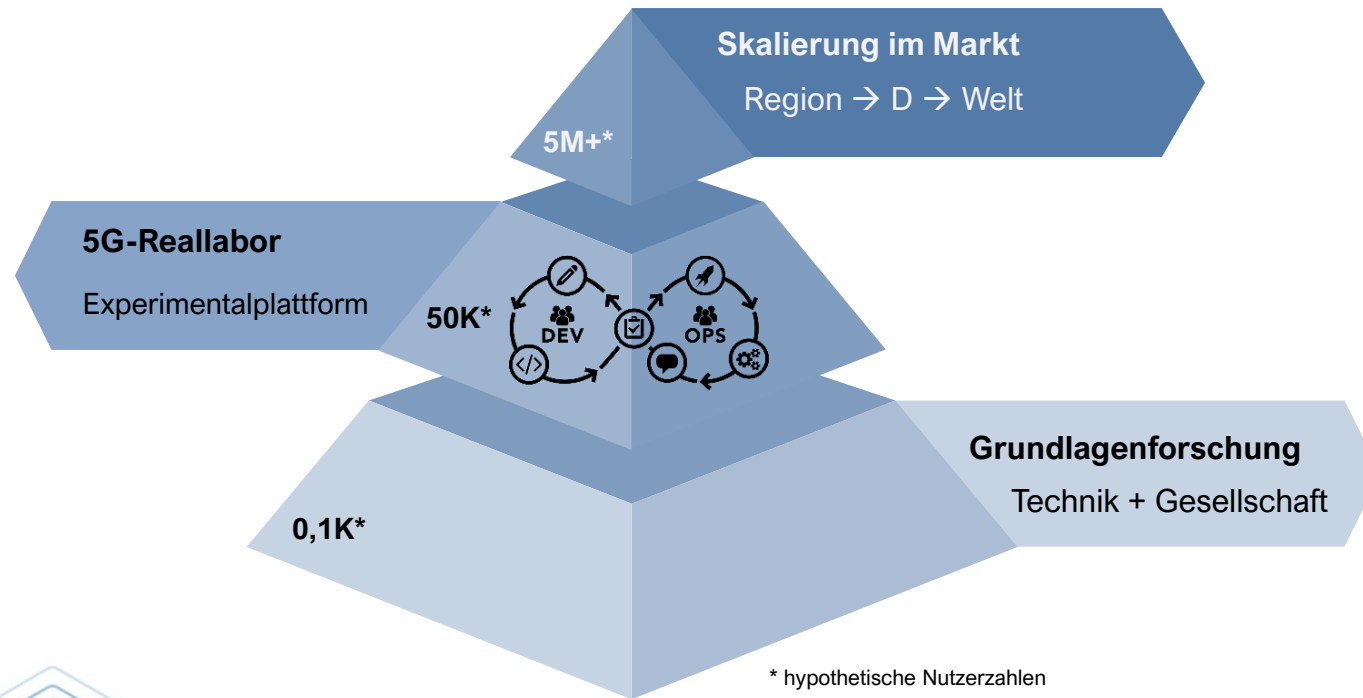 Skalierung im Markt
Region → D → Welt
5M+*
5G-Reallabor
Experimentalplattform
50K*
DEV
OPS
</>
Grundlagenforschung
Technik + Gesellschaft
0,1K*
* hypothetische Nutzerzahlen